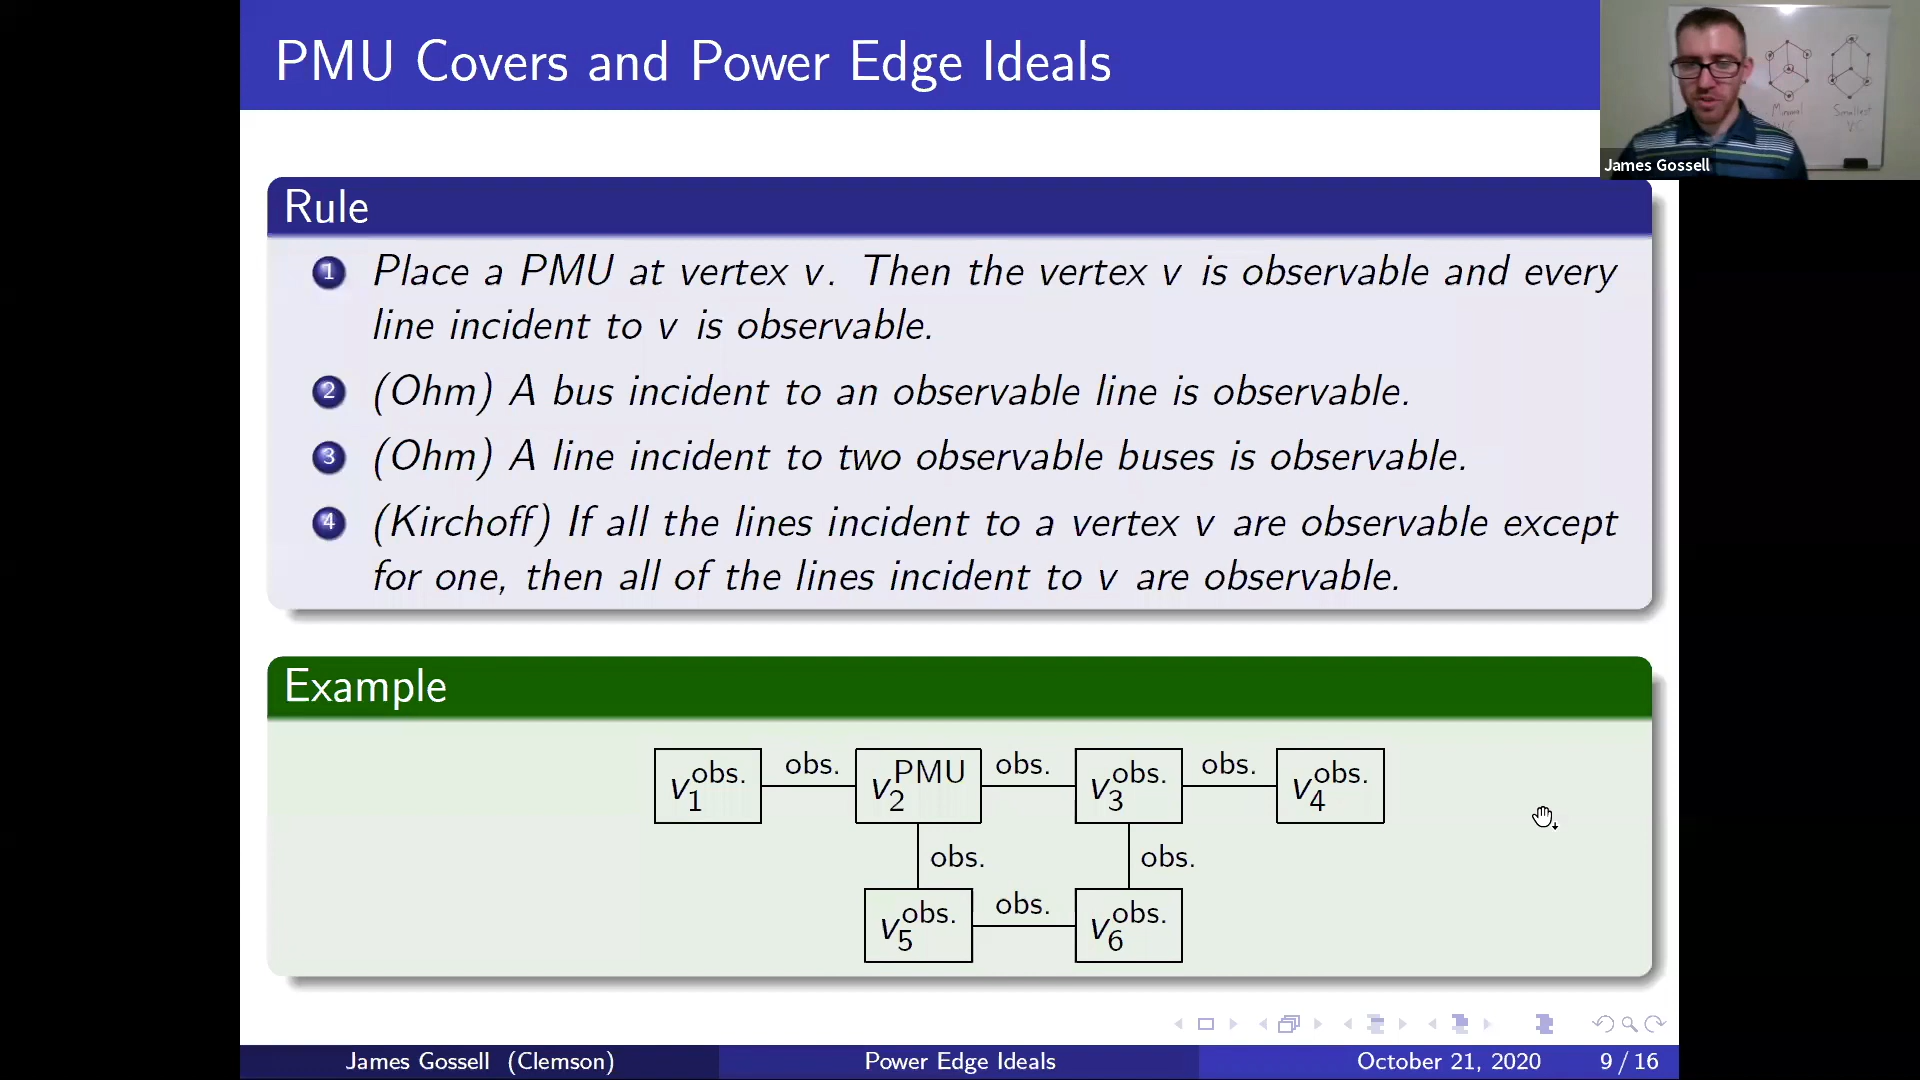 PMU Covers and Power Edge Ideals
Minimal
Smallest
VC
James Gossell
Rule
1 Place a PMU at vertex v. Then the vertex v is observable and every
line incident to v is observable.
2 (Ohm) A bus incident to an observable line is observable.
3 (Ohm) A line incident to two observable buses is observable.
4 (Kirchoff) If all the lines incident to a vertex v are observable except
for one, then all of the lines incident to v are observable.
Example
v₁^obs. obs. v₂^PMU obs. v₃^obs. obs. v₄^obs.
obs. obs.
v₅^obs. obs. v₆^obs.
James Gossell (Clemson) Power Edge Ideals October 21, 2020 9 / 16